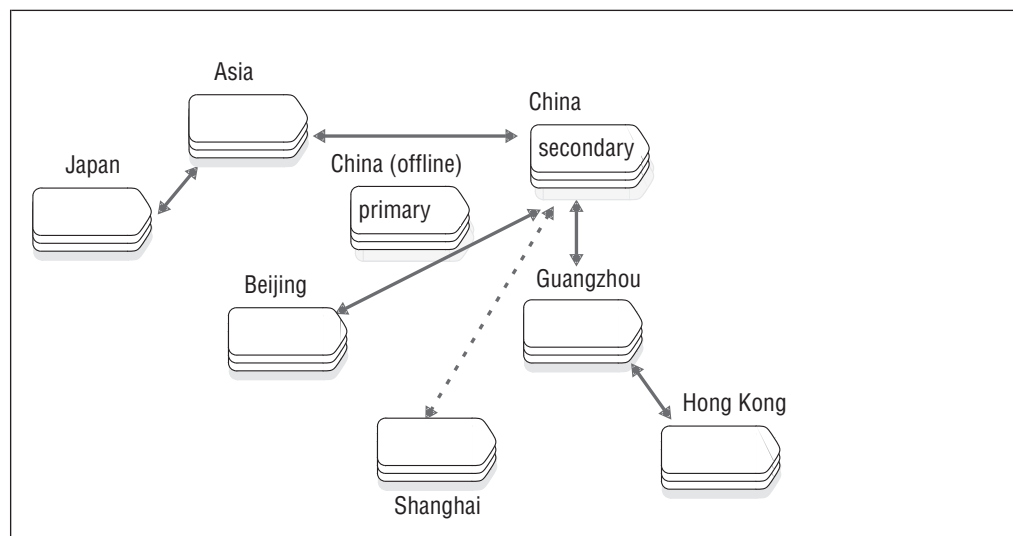 Asia
China
secondary
China (offline)
Japan
primary
Beijing
Guangzhou
Hong Kong
Shanghai